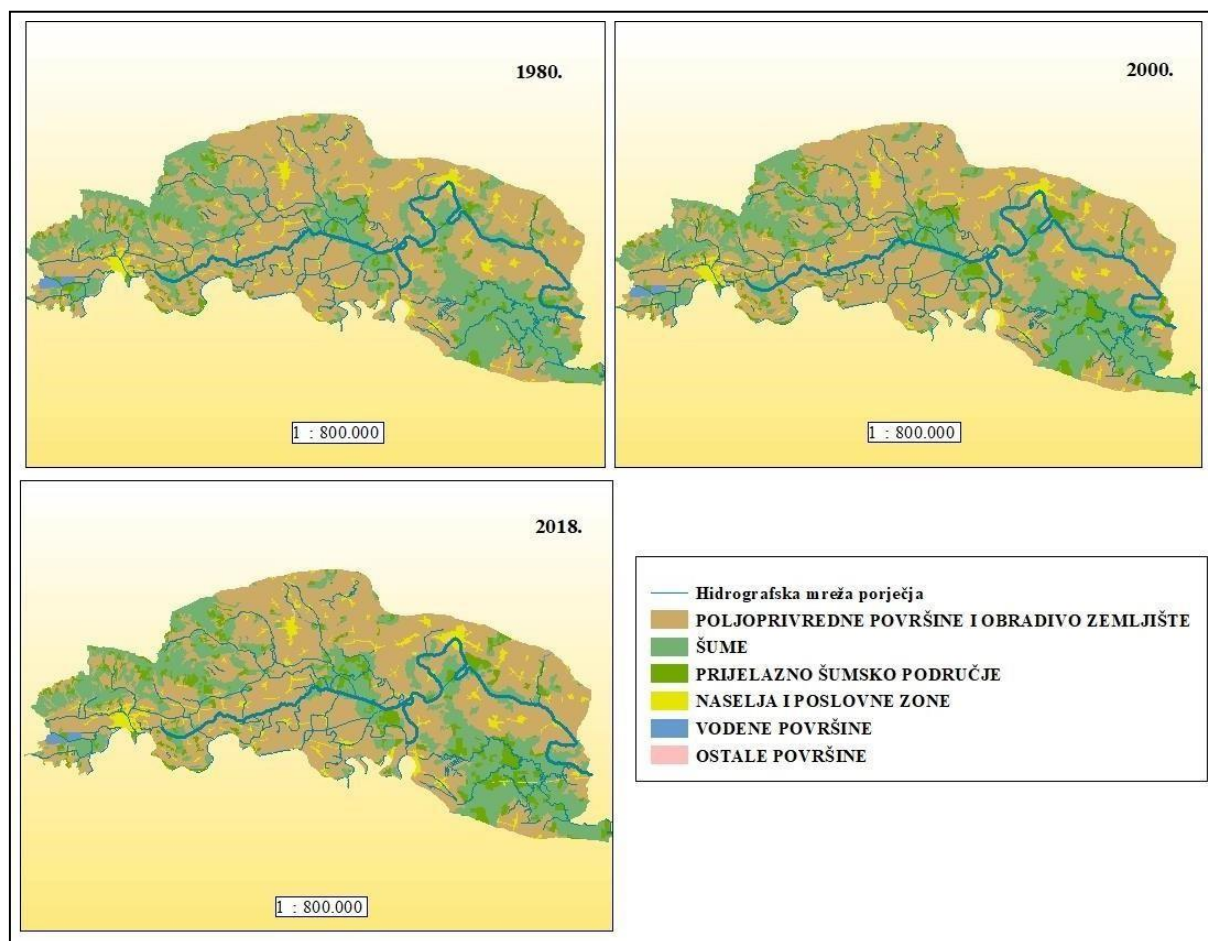 1980.
1 : 800.000
2000.
1 : 800.000
2018.
1 : 800.000
Hidrografska mreža porječja
POLJOPRIVREDNE POVRŠINE I OBRADIVO ZEMLJIŠTE
ŠUME
PRIJELAZNO ŠUMSKO PODRUČJE
NASELJA I POSLOVNE ZONE
VODENE POVRŠINE
OSTALE POVRŠINE